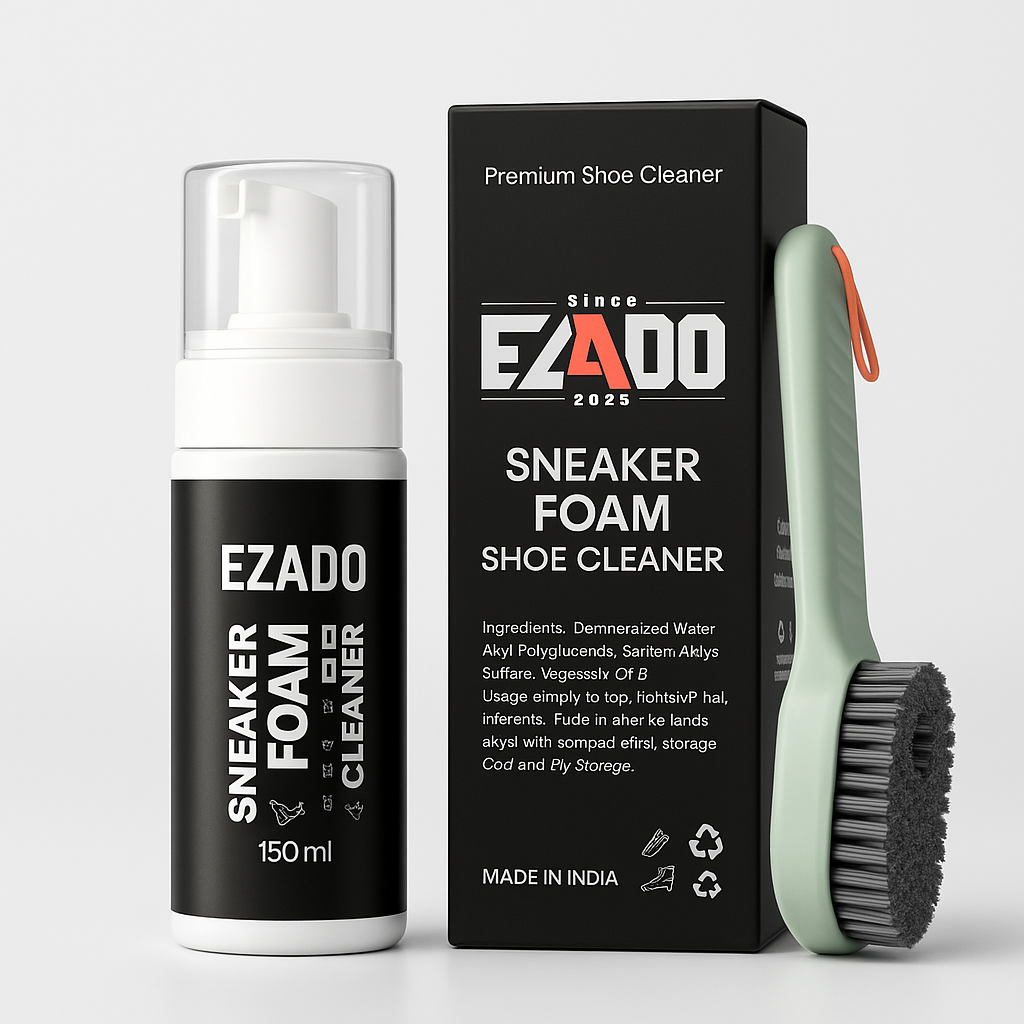 EZADO
SNEAKER
FOAM
CLEANER
150 ml
Premium Shoe Cleaner
Since
EZADO
2025
SNEAKER
FOAM
SHOE CLEANER
Ingredients. Demneraized Water
Akyl Polyglucends, Saritem Aklys
Suffare. Vegesslx Of B
Usage eimply to top, hohtsivP hal,
inferents. Fude in aher ke lands
akysl with sompad efirsl, storage
Cod and Ply Storege.
MADE IN INDIA